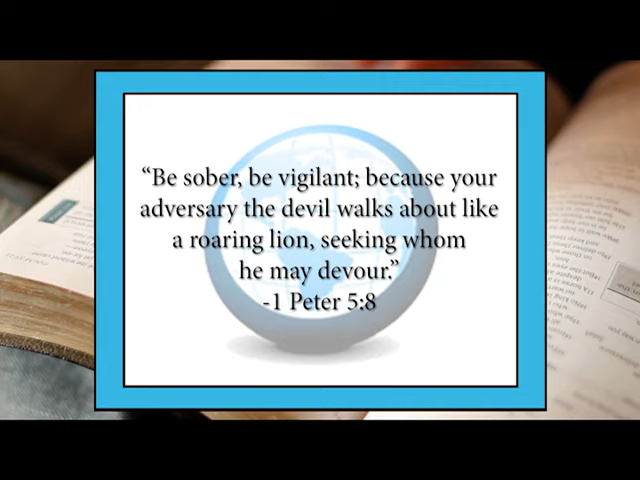 “Be sober, be vigilant; because your
adversary the devil walks about like
a roaring lion, seeking whom
he may devour.”
-1 Peter 5:8